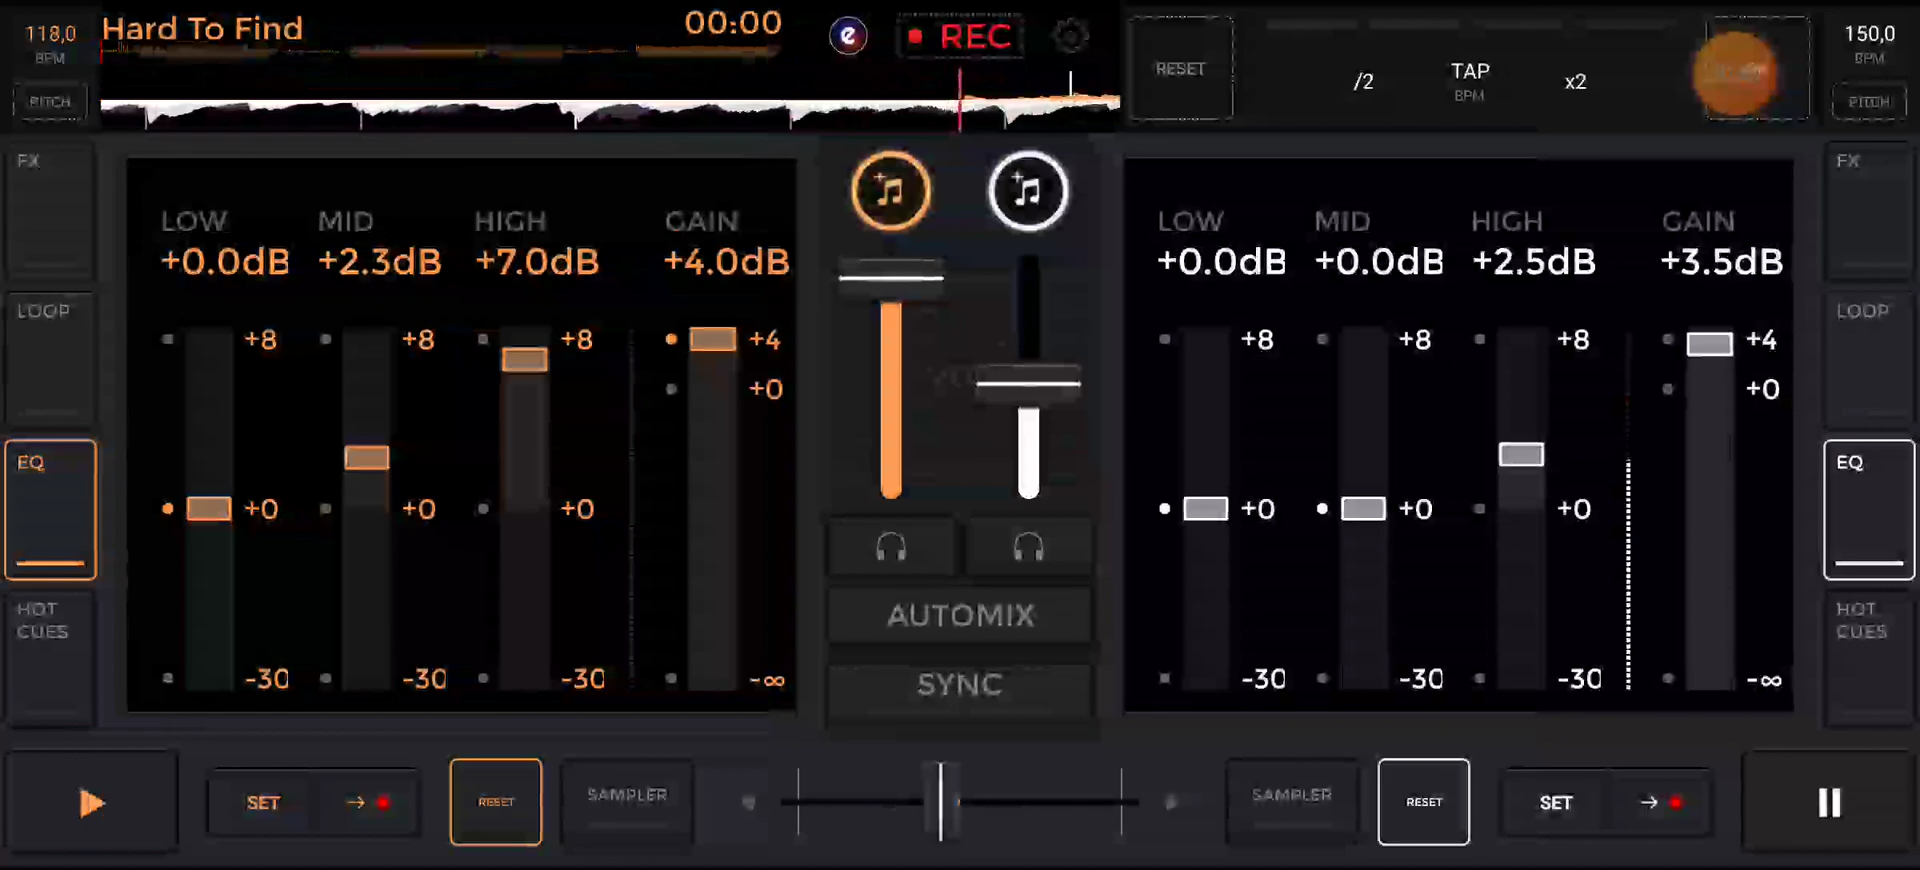 118,0
BPM
PITCH
Hard To Find
00:00
e
REC
RESET
/2
TAP
BPM
x2
150,0
BPM
PITCH
FX
LOOP
EQ
HOT
CUES
LOW
MID
HIGH
GAIN
+0.0dB
+2.3dB
+7.0dB
+4.0dB
+8
+8
+8
+4
+0
+0
+0
+0
-30
-30
-30
-∞
AUTOMIX
SYNC
LOW
MID
HIGH
GAIN
+0.0dB
+0.0dB
+2.5dB
+3.5dB
+8
+8
+8
+4
+0
+0
+0
+0
-30
-30
-30
-∞
FX
LOOP
EQ
HOT
CUES
SET
RESET
SAMPLER
SAMPLER
RESET
SET